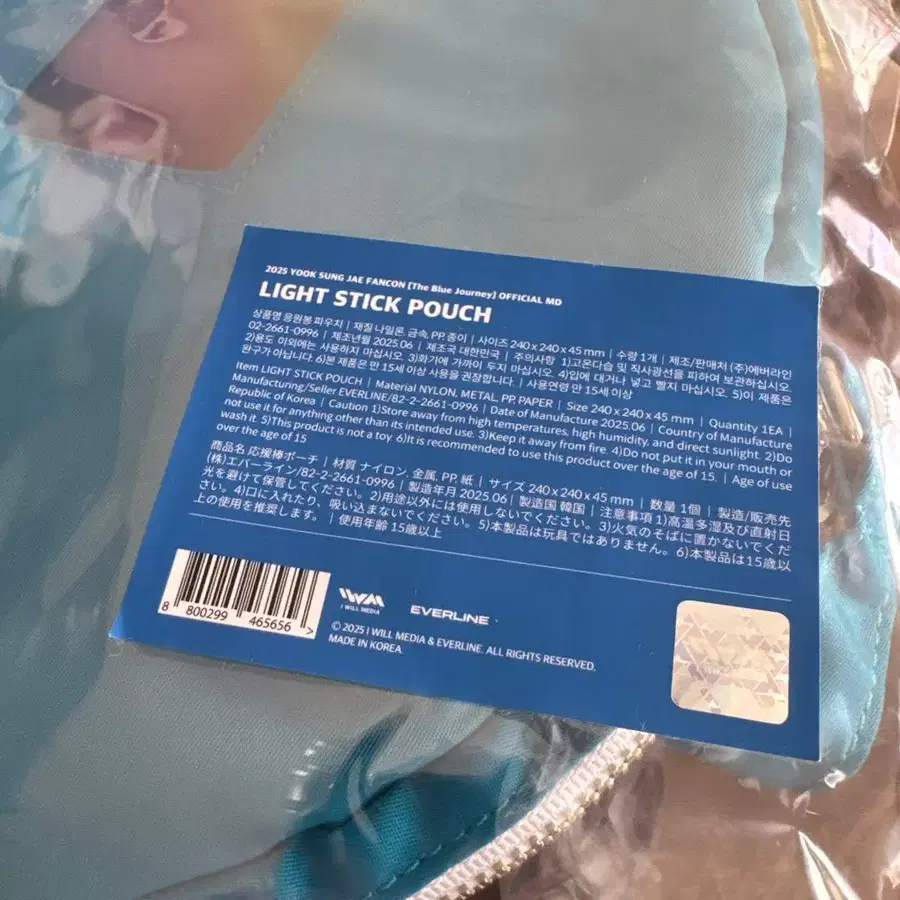 2025 YOOK SUNG JAE FANCON [The Blue Journey] OFFICIAL MD
LIGHT STICK POUCH
상품명 응원봉 파우치 | 재질 나일론, 금속, PP, 종이 | 사이즈 240 x 240 x 45 mm | 수량 1개 | 제조/판매처 (주)에버라인
02-2661-0996 | 제조년월 2025.06 | 제조국 대한민국 | 주의사항 1)고온다습 및 직사광선을 피하여 보관하십시오.
2)용도 이외에는 사용하지 마십시오. 3)화기에 가까이 두지 마십시오. 4)입에 대거나 넣고 빨지 마십시오. 5)이 제품은
완구가 아닙니다. 6)본 제품은 만 15세 이상 사용을 권장합니다. | 사용연령 만 15세 이상
Item LIGHT STICK POUCH | Material NYLON, METAL, PP, PAPER | Size 240 x 240 x 45 mm | Quantity 1EA |
Manufacturing/Seller EVERLINE/82-2-2661-0996 | Date of Manufacture 2025.06 | Country of Manufacture
Republic of Korea | Caution 1)Store away from high temperatures, high humidity, and direct sunlight. 2)Do
not use it for anything other than its intended use. 3)Keep it away from fire. 4)Do not put it in your mouth or
wash it. 5)This product is not a toy. 6)It is recommended to use this product over the age of 15. | Age of use
over the age of 15
商品名 応援棒ポーチ | 材質 ナイロン, 金属, PP, 紙 | サイズ 240 x 240 x 45 mm | 数量 1個 | 製造/販売先
(株)エバーライン/82-2-2661-0996 | 製造年月 2025.06 | 製造国 韓国 | 注意事項 1)高温多湿及び直射日
光を避けて保管してください。2)用途以外には使用しないでください。3)火気のそばに置かないでくだ
さい。4)口に入れたり、吸い込まないでください。5)本製品は玩具ではありません。6)本製品は15歳以
上の使用を推奨します。 | 使用年齢 15歳以上
8 800299 465656 >
IWM
I WILL MEDIA
EVERLINE
© 2025 I WILL MEDIA & EVERLINE. ALL RIGHTS RESERVED.
MADE IN KOREA.